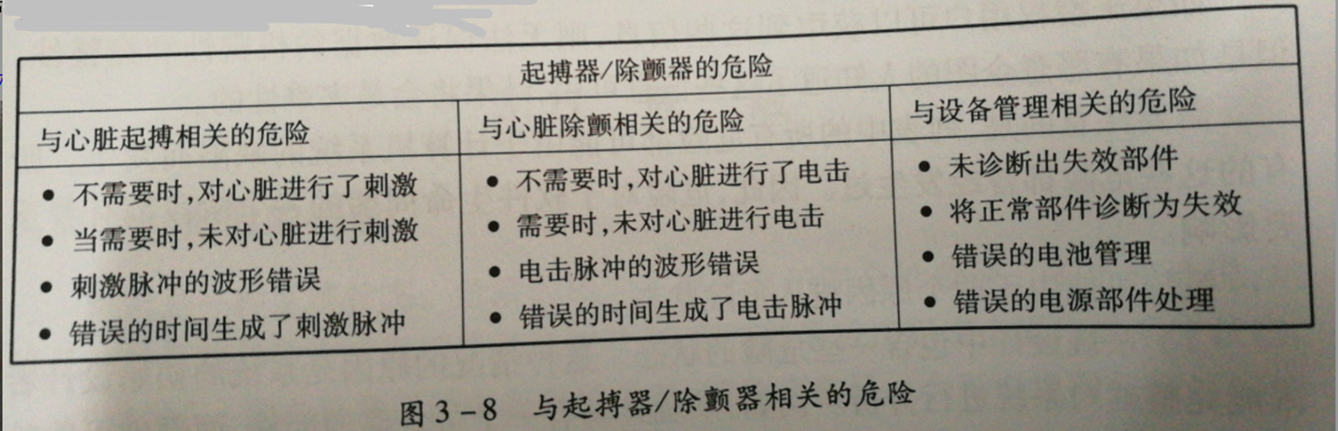 起搏器/除颤器的危险
与心脏起搏相关的危险
与心脏除颤相关的危险
与设备管理相关的危险
• 不需要时,对心脏进行了刺激
• 当需要时,未对心脏进行刺激
• 刺激脉冲的波形错误
• 错误的时间生成了刺激脉冲
• 不需要时,对心脏进行了电击
• 需要时,未对心脏进行电击
• 电击脉冲的波形错误
• 错误的时间生成了电击脉冲
• 未诊断出失效部件
• 将正常部件诊断为失效
• 错误的电池管理
• 错误的电源部件处理
图3-8 与起搏器/除颤器相关的危险